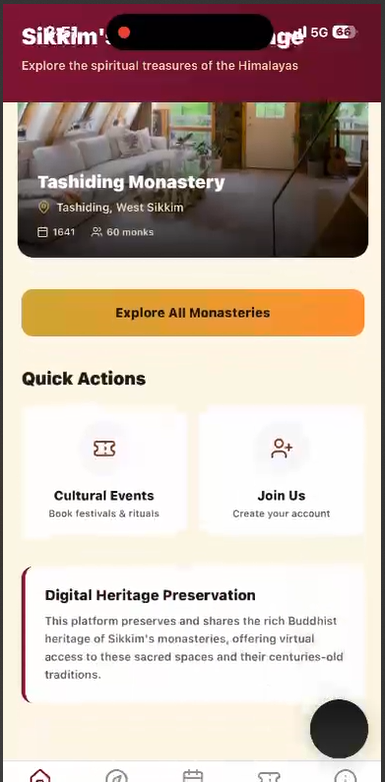 Sikkim's
Explore the spiritual treasures of the Himalayas
5G 66
Tashiding Monastery
Tashiding, West Sikkim
1641 60 monks
Explore All Monasteries
Quick Actions
Cultural Events
Book festivals & rituals
Join Us
Create your account
Digital Heritage Preservation
This platform preserves and shares the rich Buddhist
heritage of Sikkim's monasteries, offering virtual
access to these sacred spaces and their centuries-old
traditions.